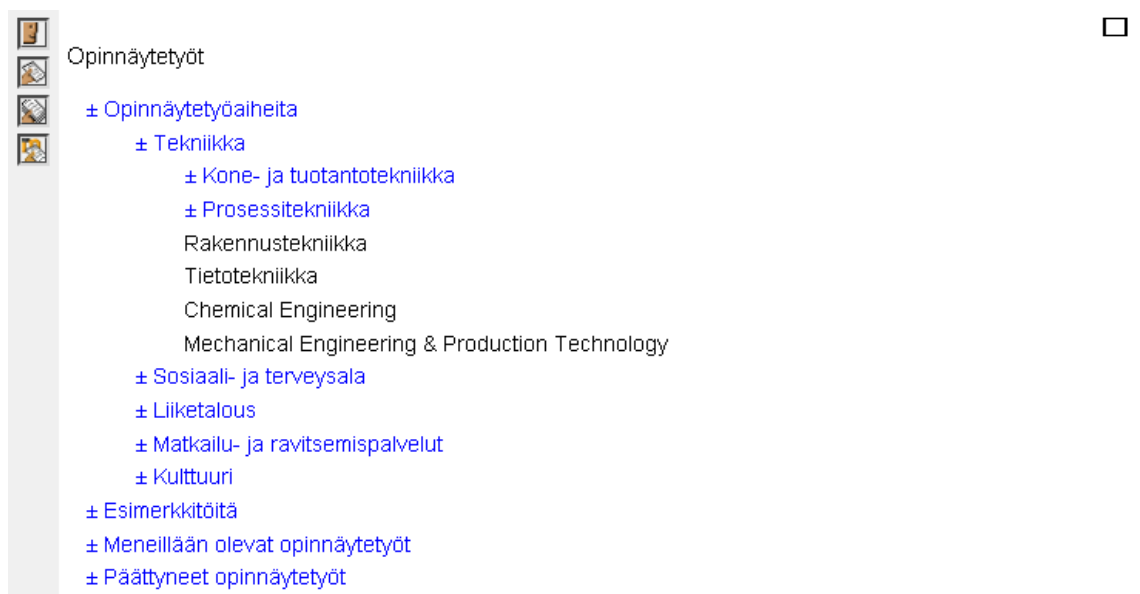 Opinnäytetyöt
± Opinnäytetyöaiheita
± Tekniikka
± Kone- ja tuotantotekniikka
± Prosessitekniikka
Rakennustekniikka
Tietotekniikka
Chemical Engineering
Mechanical Engineering & Production Technology
± Sosiaali- ja terveysala
± Liiketalous
± Matkailu- ja ravitsemispalvelut
± Kulttuuri
± Esimerkkitöitä
± Meneillään olevat opinnäytetyöt
± Päättyneet opinnäytetyöt